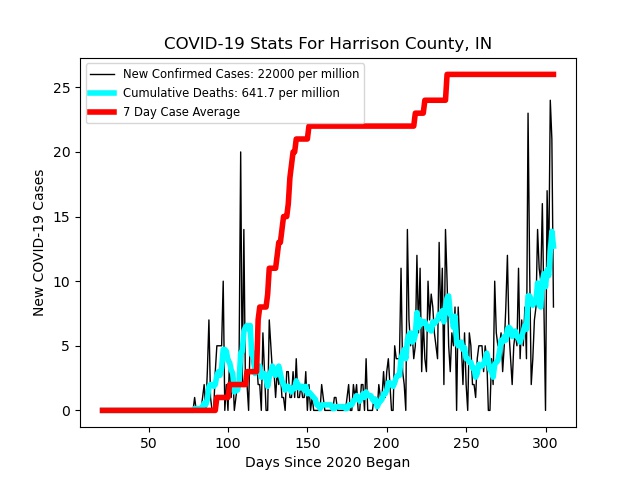 COVID-19 Stats For Harrison County, IN
New Confirmed Cases: 22000 per million
Cumulative Deaths: 641.7 per million
7 Day Case Average
New COVID-19 Cases
25
20
15
10
5
0
50 100 150 200 250 300
Days Since 2020 Began